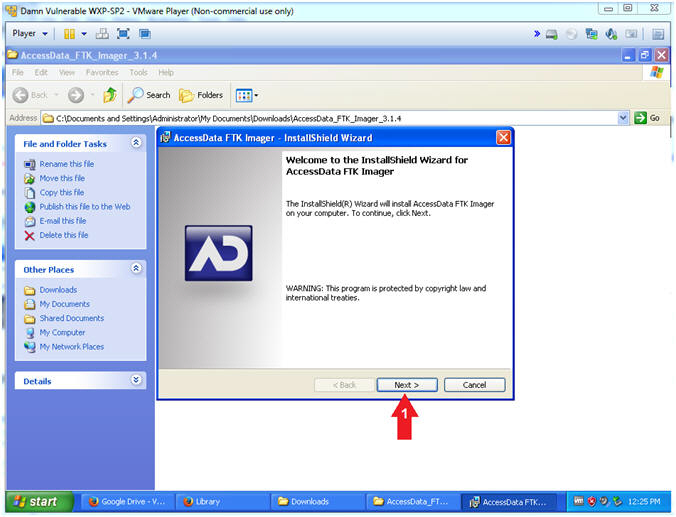 Damn Vulnerable WXP-SP2 - VMware Player (Non-commercial use only)
Player
AccessData_FTK_Imager_3.1.4
File Edit View Favorites Tools Help
Back Search Folders
Address C:\Documents and Settings\Administrator\My Documents\Downloads\AccessData_FTK_Imager_3.1.4 Go
File and Folder Tasks
Rename this file
Move this file
Copy this file
Publish this file to the Web
E-mail this file
Delete this file
Other Places
Downloads
My Documents
Shared Documents
My Computer
My Network Places
Details
AccessData FTK Imager - InstallShield Wizard
Welcome to the InstallShield Wizard for
AccessData FTK Imager
The InstallShield(R) Wizard will install AccessData FTK Imager
on your computer. To continue, click Next.
WARNING: This program is protected by copyright law and
international treaties.
AD
< Back Next > Cancel
1
start Google Drive - V... Library Downloads AccessData_FT... AccessData FTK... 12:25 PM